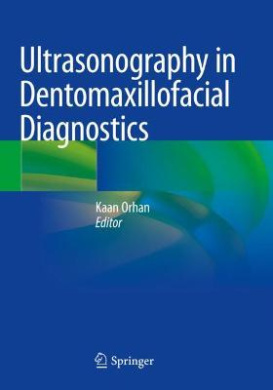 Ultrasonography in
Dentomaxillofacial
Diagnostics
Kaan Orhan
Editor
Springer